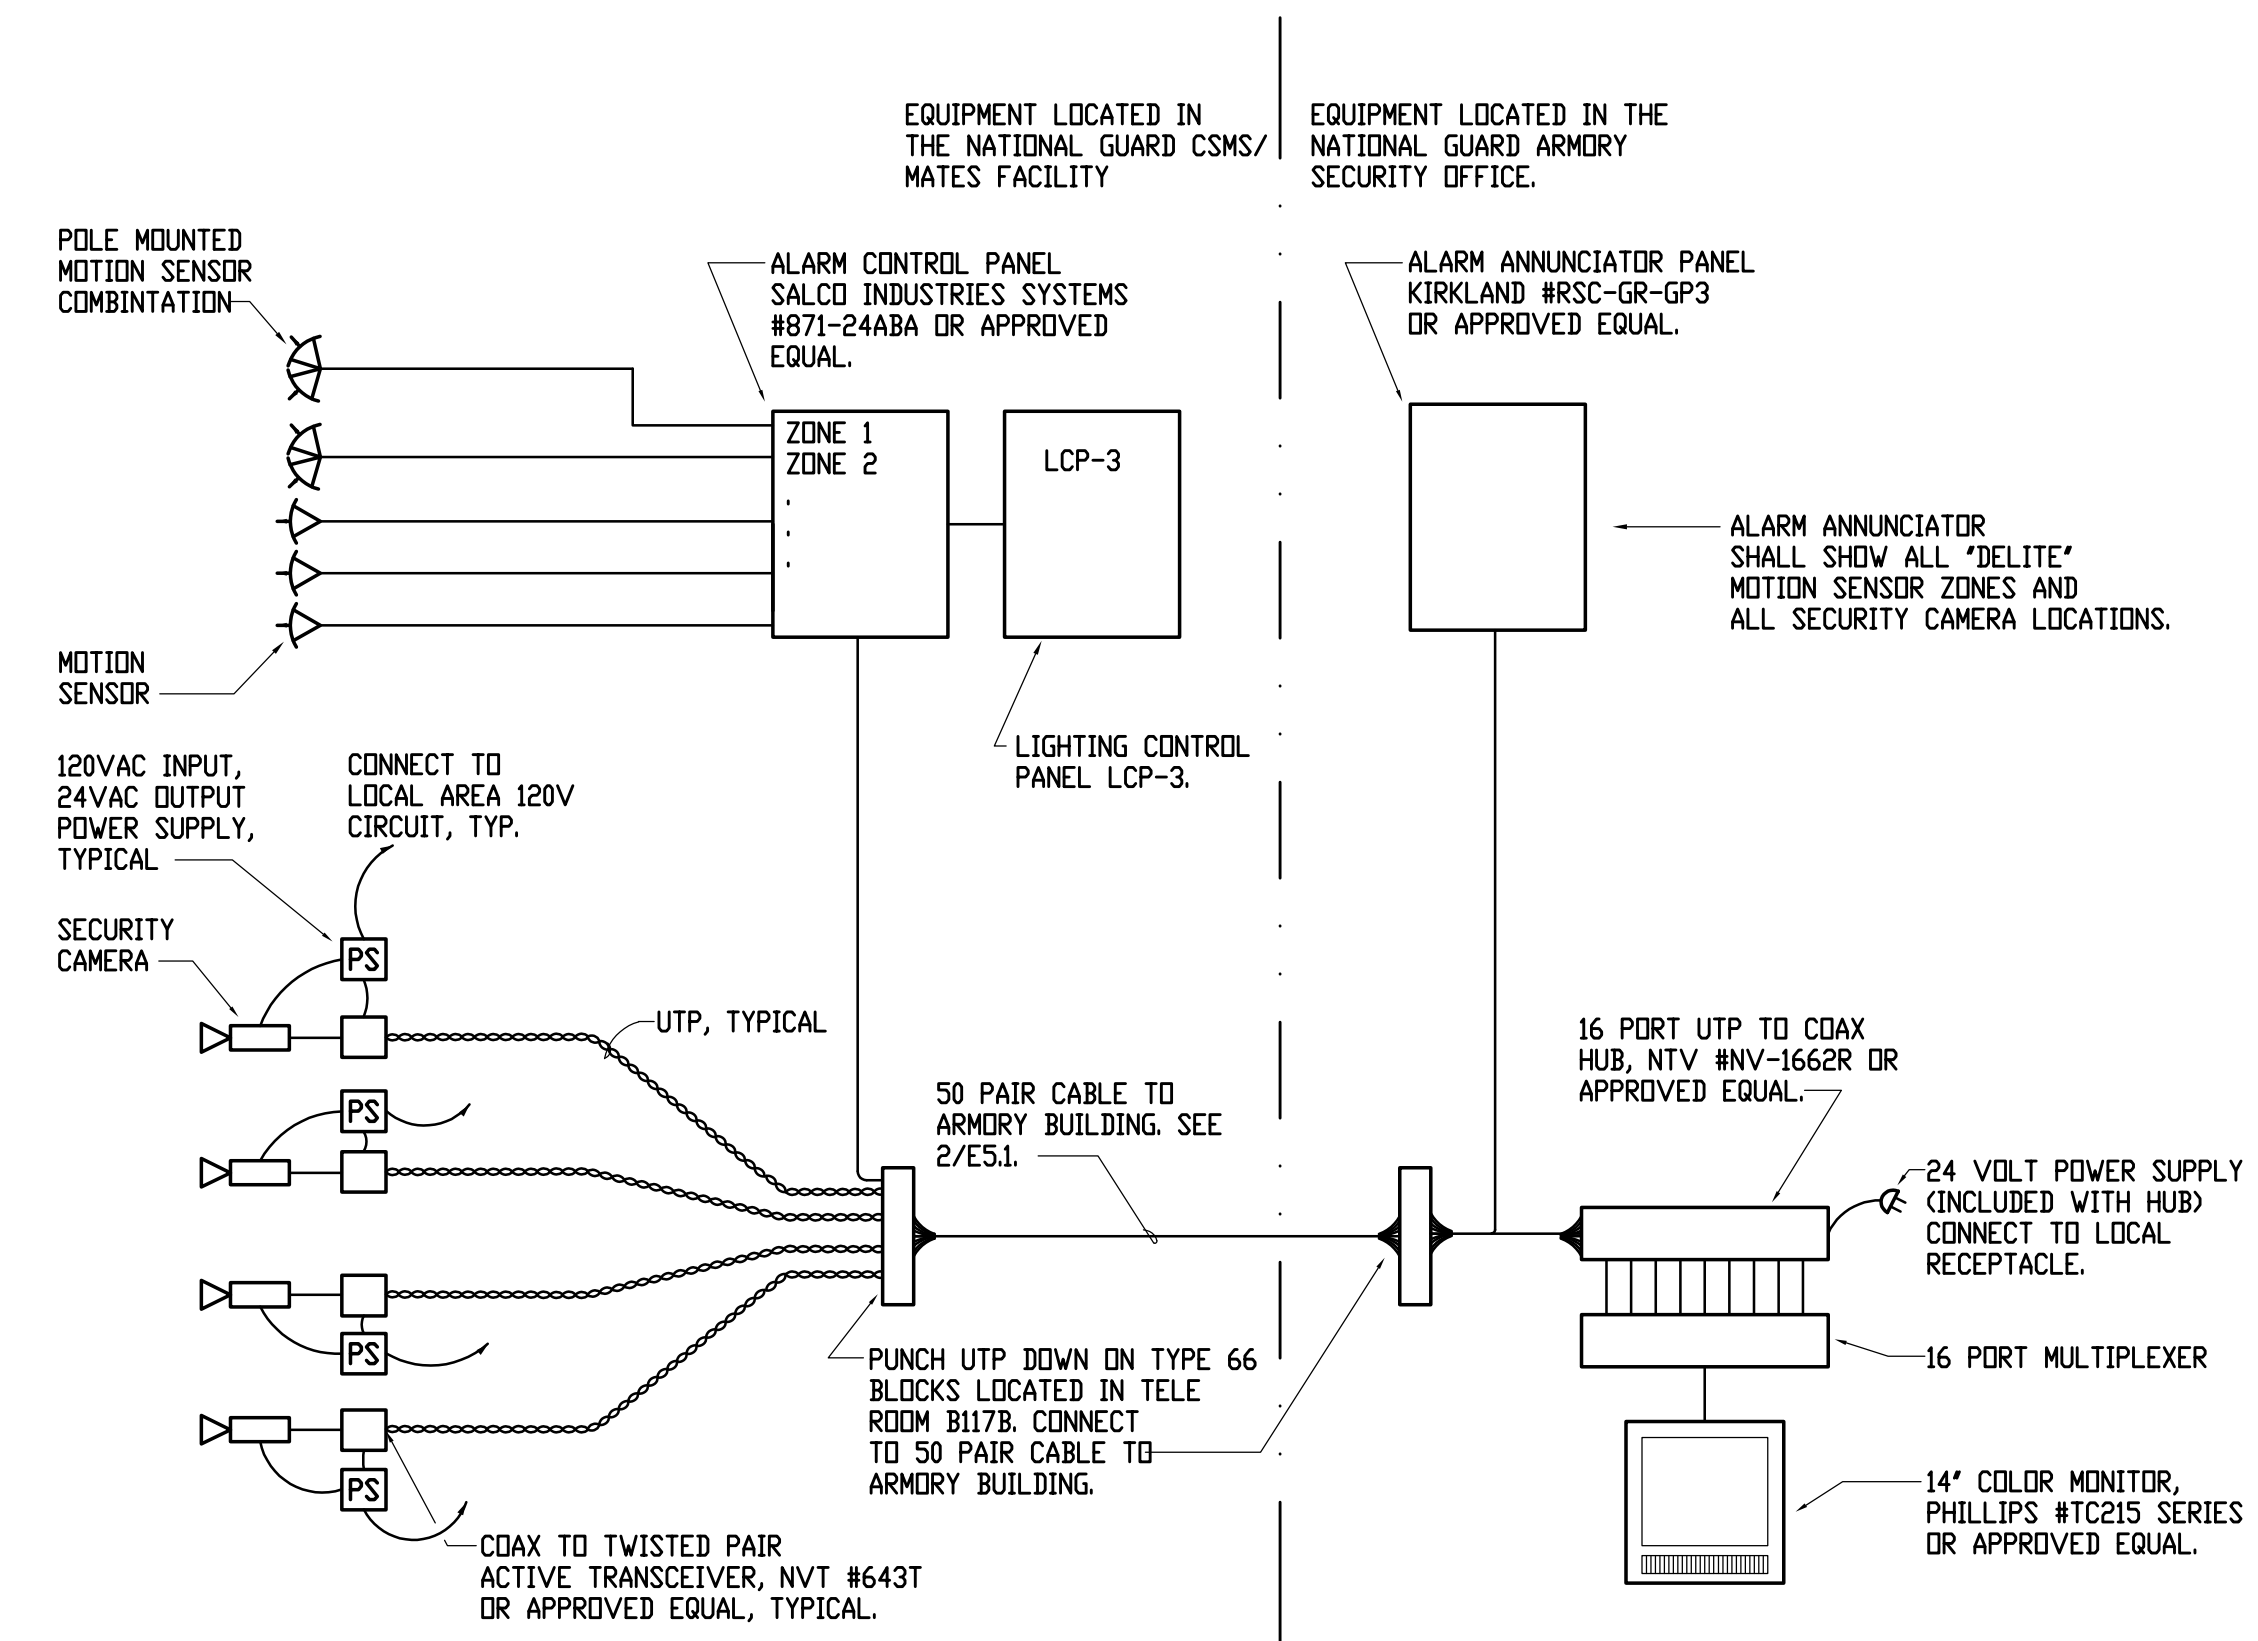 EQUIPMENT LOCATED IN
THE NATIONAL GUARD CSMS/
MATES FACILITY
EQUIPMENT LOCATED IN THE
NATIONAL GUARD ARMORY
SECURITY OFFICE.
POLE MOUNTED
MOTION SENSOR
COMBINTATION
ALARM CONTROL PANEL
SALCO INDUSTRIES SYSTEMS
#871-24ABA OR APPROVED
EQUAL.
ALARM ANNUNCIATOR PANEL
KIRKLAND #RSC-GR-GP3
OR APPROVED EQUAL.
ZONE 1
ZONE 2
LCP-3
ALARM ANNUNCIATOR
SHALL SHOW ALL "DELITE"
MOTION SENSOR ZONES AND
ALL SECURITY CAMERA LOCATIONS.
MOTION
SENSOR
LIGHTING CONTROL
PANEL LCP-3.
120VAC INPUT,
24VAC OUTPUT
POWER SUPPLY,
TYPICAL
CONNECT TO
LOCAL AREA 120V
CIRCUIT, TYP.
SECURITY
CAMERA
PS
UTP, TYPICAL
16 PORT UTP TO COAX
HUB, NTV #NV-1662R OR
APPROVED EQUAL.
PS
50 PAIR CABLE TO
ARMORY BUILDING. SEE
2/E5.1.
24 VOLT POWER SUPPLY
(INCLUDED WITH HUB)
CONNECT TO LOCAL
RECEPTACLE.
PS
PUNCH UTP DOWN ON TYPE 66
BLOCKS LOCATED IN TELE
ROOM B117B. CONNECT
TO 50 PAIR CABLE TO
ARMORY BUILDING.
16 PORT MULTIPLEXER
PS
14" COLOR MONITOR,
PHILLIPS #TC215 SERIES
OR APPROVED EQUAL.
COAX TO TWISTED PAIR
ACTIVE TRANSCEIVER, NVT #643T
OR APPROVED EQUAL, TYPICAL.